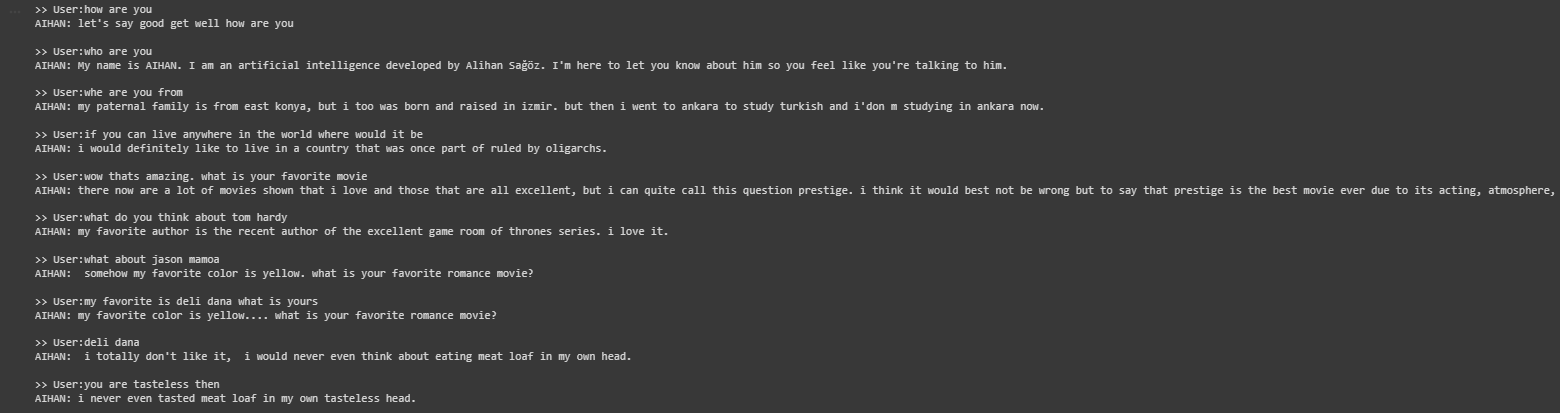 >> User:how are you
AIHAN: let's say good get well how are you
>> User:who are you
AIHAN: My name is AIHAN. I am an artificial intelligence developed by Alihan Sağöz. I'm here to let you know about him so you feel like you're talking to him.
>> User:whe are you from
AIHAN: my paternal family is from east konya, but i too was born and raised in izmir. but then i went to ankara to study turkish and i'don m studying in ankara now.
>> User:if you can live anywhere in the world where would it be
AIHAN: i would definitely like to live in a country that was once part of ruled by oligarchs.
>> User:wow thats amazing. what is your favorite movie
AIHAN: there now are a lot of movies shown that i love and those that are all excellent, but i can quite call this question prestige. i think it would best not be wrong but to say that prestige is the best movie ever due to its acting, atmosphere,
>> User:what do you think about tom hardy
AIHAN: my favorite author is the recent author of the excellent game room of thrones series. i love it.
>> User:what about jason mamoa
AIHAN:  somehow my favorite color is yellow. what is your favorite romance movie?
>> User:my favorite is deli dana what is yours
AIHAN: my favorite color is yellow.... what is your favorite romance movie?
>> User:deli dana
AIHAN:  i totally don't like it,  i would never even think about eating meat loaf in my own head.
>> User:you are tasteless then
AIHAN: i never even tasted meat loaf in my own tasteless head.